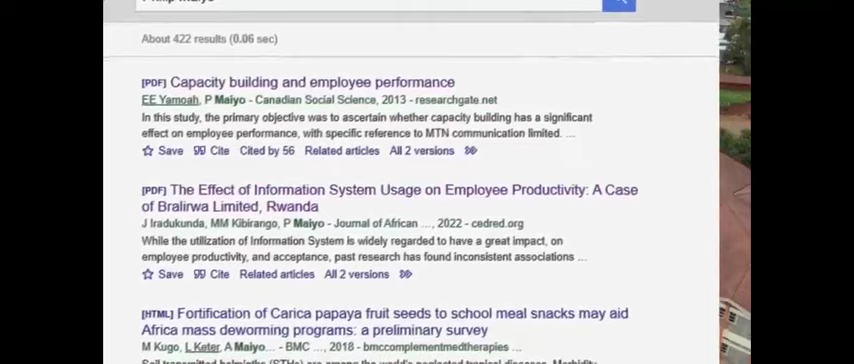 About 422 results (0.06 sec)
[PDF] Capacity building and employee performance
EE Yamoah, P Maiyo - Canadian Social Science, 2013 - researchgate.net
In this study, the primary objective was to ascertain whether capacity building has a significant
effect on employee performance, with specific reference to MTN communication limited. ...
Save Cite Cited by 56 Related articles All 2 versions
[PDF] The Effect of Information System Usage on Employee Productivity: A Case
of Bralirwa Limited, Rwanda
J Iradukunda, MM Kibirango, P Maiyo - Journal of African ..., 2022 - cedred.org
While the utilization of Information System is widely regarded to have a great impact, on
employee productivity, and acceptance, past research has found inconsistent associations ...
Save Cite Related articles All 2 versions
[HTML] Fortification of Carica papaya fruit seeds to school meal snacks may aid
Africa mass deworming programs: a preliminary survey
M Kugo, L Keter, A Maiyo... - BMC ..., 2018 - bmccomplementmedtherapies ...